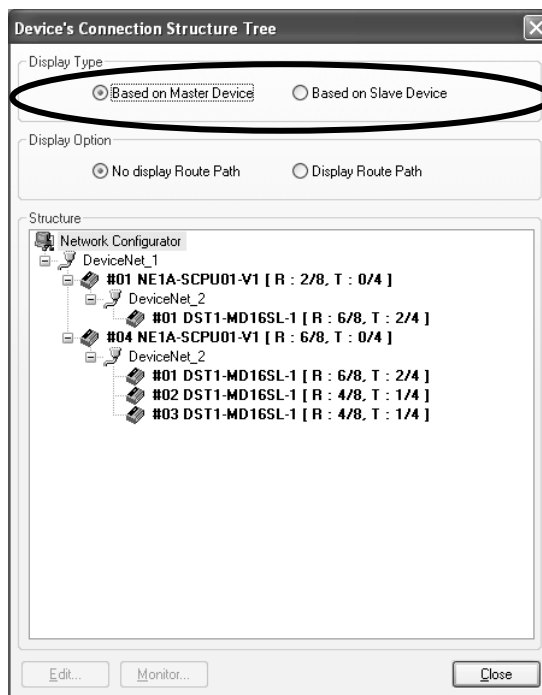 Device's Connection Structure Tree
Display Type
Based on Master Device Based on Slave Device
Display Option
No display Route Path Display Route Path
Structure
Network Configurator
DeviceNet_1
#01 NE1A-SCPU01-V1 [ R : 2/8, T : 0/4 ]
DeviceNet_2
#01 DST1-MD16SL-1 [ R : 6/8, T : 2/4 ]
#04 NE1A-SCPU01-V1 [ R : 6/8, T : 0/4 ]
DeviceNet_2
#01 DST1-MD16SL-1 [ R : 6/8, T : 2/4 ]
#02 DST1-MD16SL-1 [ R : 4/8, T : 1/4 ]
#03 DST1-MD16SL-1 [ R : 4/8, T : 1/4 ]
Edit... Monitor... Close